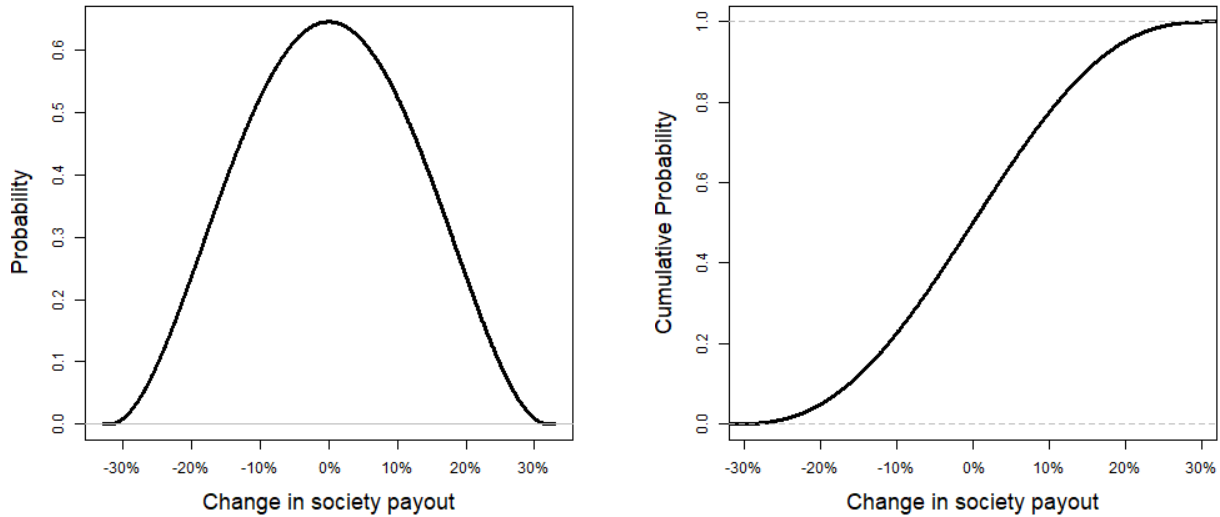 Probability
0.6
0.5
0.4
0.3
0.2
0.1
0.0
-30% -20% -10% 0% 10% 20% 30%
Change in society payout
Cumulative Probability
1.0
0.8
0.6
0.4
0.2
0.0
-30% -20% -10% 0% 10% 20% 30%
Change in society payout